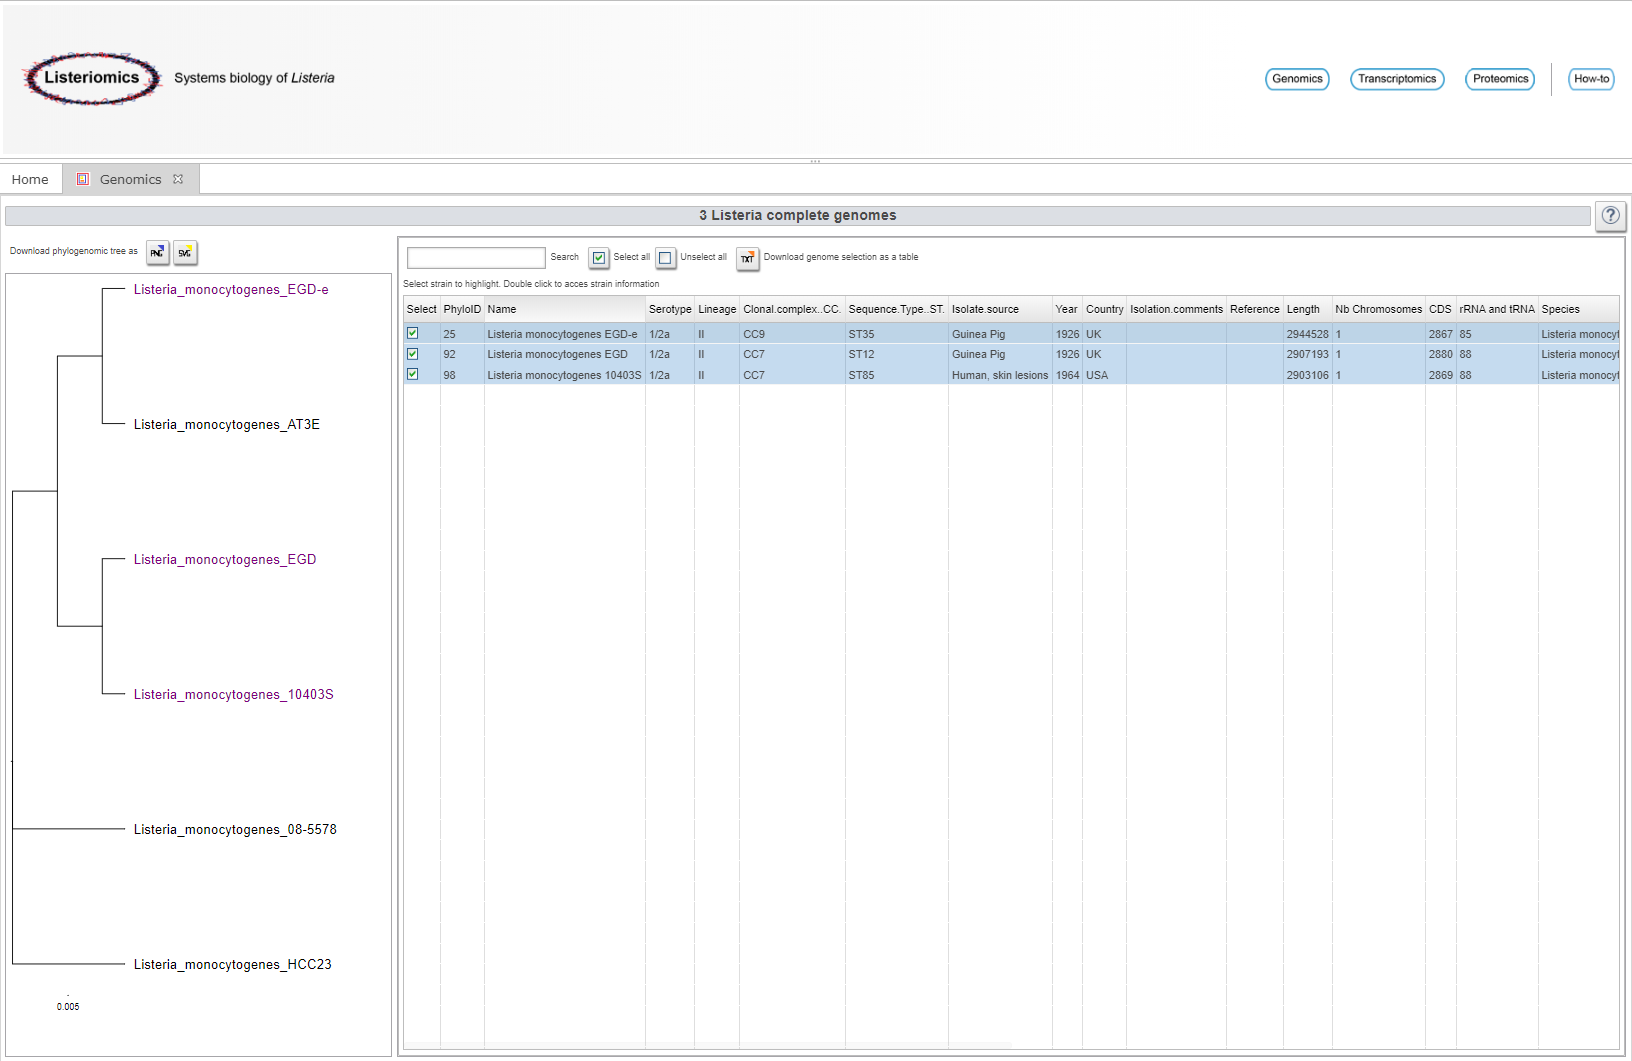 Listeriomics
Systems biology of Listeria
Genomics
Transcriptomics
Proteomics
How-to
Home
Genomics
3 Listeria complete genomes
?
Download phylogenomic tree as
PNG
SVG
Listeria_monocytogenes_EGD-e
Listeria_monocytogenes_AT3E
Listeria_monocytogenes_EGD
Listeria_monocytogenes_10403S
Listeria_monocytogenes_08-5578
Listeria_monocytogenes_HCC23
0.005
Search
Select all
Unselect all
TXT
Download genome selection as a table
Select strain to highlight. Double click to acces strain information
Select PhyloID Name Serotype Lineage Clonal.complex..CC. Sequence.Type..ST. Isolate.source Year Country Isolation.comments Reference Length Nb Chromosomes CDS rRNA and tRNA Species
25 Listeria monocytogenes EGD-e 1/2a II CC9 ST35 Guinea Pig 1926 UK 2944528 1 2867 85 Listeria monocyt
92 Listeria monocytogenes EGD 1/2a II CC7 ST12 Guinea Pig 1926 UK 2907193 1 2880 88 Listeria monocyt
98 Listeria monocytogenes 10403S 1/2a II CC7 ST85 Human, skin lesions 1964 USA 2903106 1 2869 88 Listeria monocyt